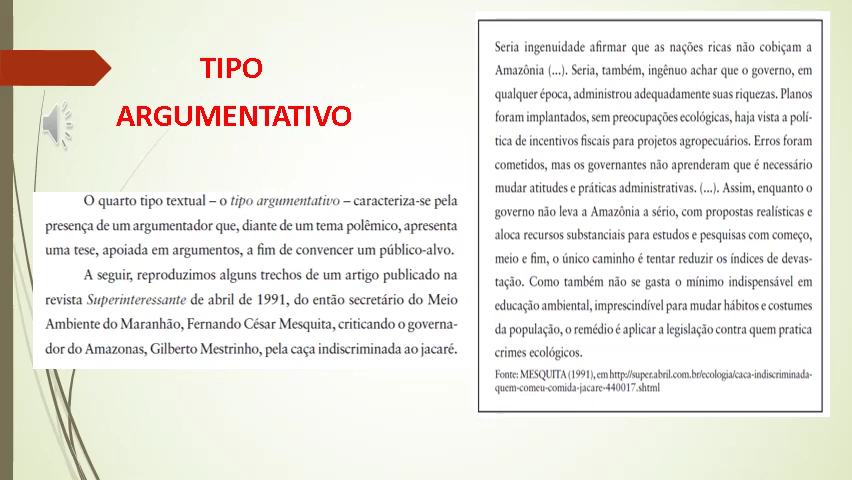 TIPO
ARGUMENTATIVO
O quarto tipo textual – o tipo argumentativo – caracteriza-se pela
presença de um argumentador que, diante de um tema polêmico, apresenta
uma tese, apoiada em argumentos, a fim de convencer um público-alvo.
A seguir, reproduzimos alguns trechos de um artigo publicado na
revista Superinteressante de abril de 1991, do então secretário do Meio
Ambiente do Maranhão, Fernando César Mesquita, criticando o governa-
dor do Amazonas, Gilberto Mestrinho, pela caça indiscriminada ao jacaré.
Seria ingenuidade afirmar que as nações ricas não cobiçam a
Amazônia (...). Seria, também, ingênuo achar que o governo, em
qualquer época, administrou adequadamente suas riquezas. Planos
foram implantados, sem preocupações ecológicas, haja vista a polí-
tica de incentivos fiscais para projetos agropecuários. Erros foram
cometidos, mas os governantes não aprenderam que é necessário
mudar atitudes e práticas administrativas. (...). Assim, enquanto o
governo não leva a Amazônia a sério, com propostas realísticas e
aloca recursos substanciais para estudos e pesquisas com começo,
meio e fim, o único caminho é tentar reduzir os índices de devas-
tação. Como também não se gasta o mínimo indispensável em
educação ambiental, imprescindível para mudar hábitos e costumes
da população, o remédio é aplicar a legislação contra quem pratica
crimes ecológicos.
Fonte: MESQUITA (1991), em http://super.abril.com.br/ecologia/caca-indiscriminada-
quem-comeu-comida-jacare-440017.shtml